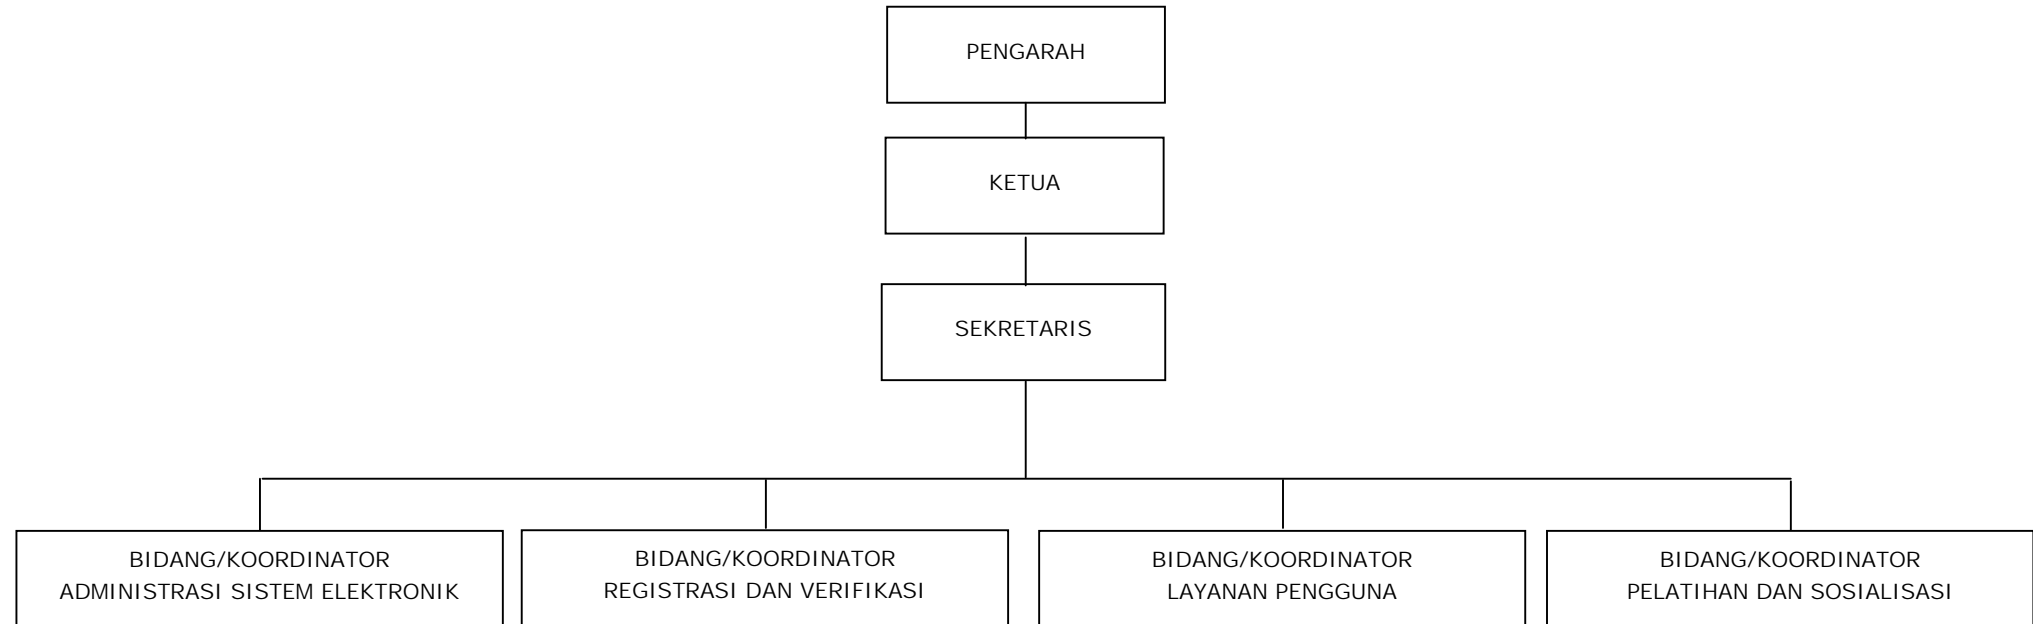 PENGARAH
KETUA
SEKRETARIS
BIDANG/KOORDINATOR
ADMINISTRASI SISTEM ELEKTRONIK
BIDANG/KOORDINATOR
REGISTRASI DAN VERIFIKASI
BIDANG/KOORDINATOR
LAYANAN PENGGUNA
BIDANG/KOORDINATOR
PELATIHAN DAN SOSIALISASI